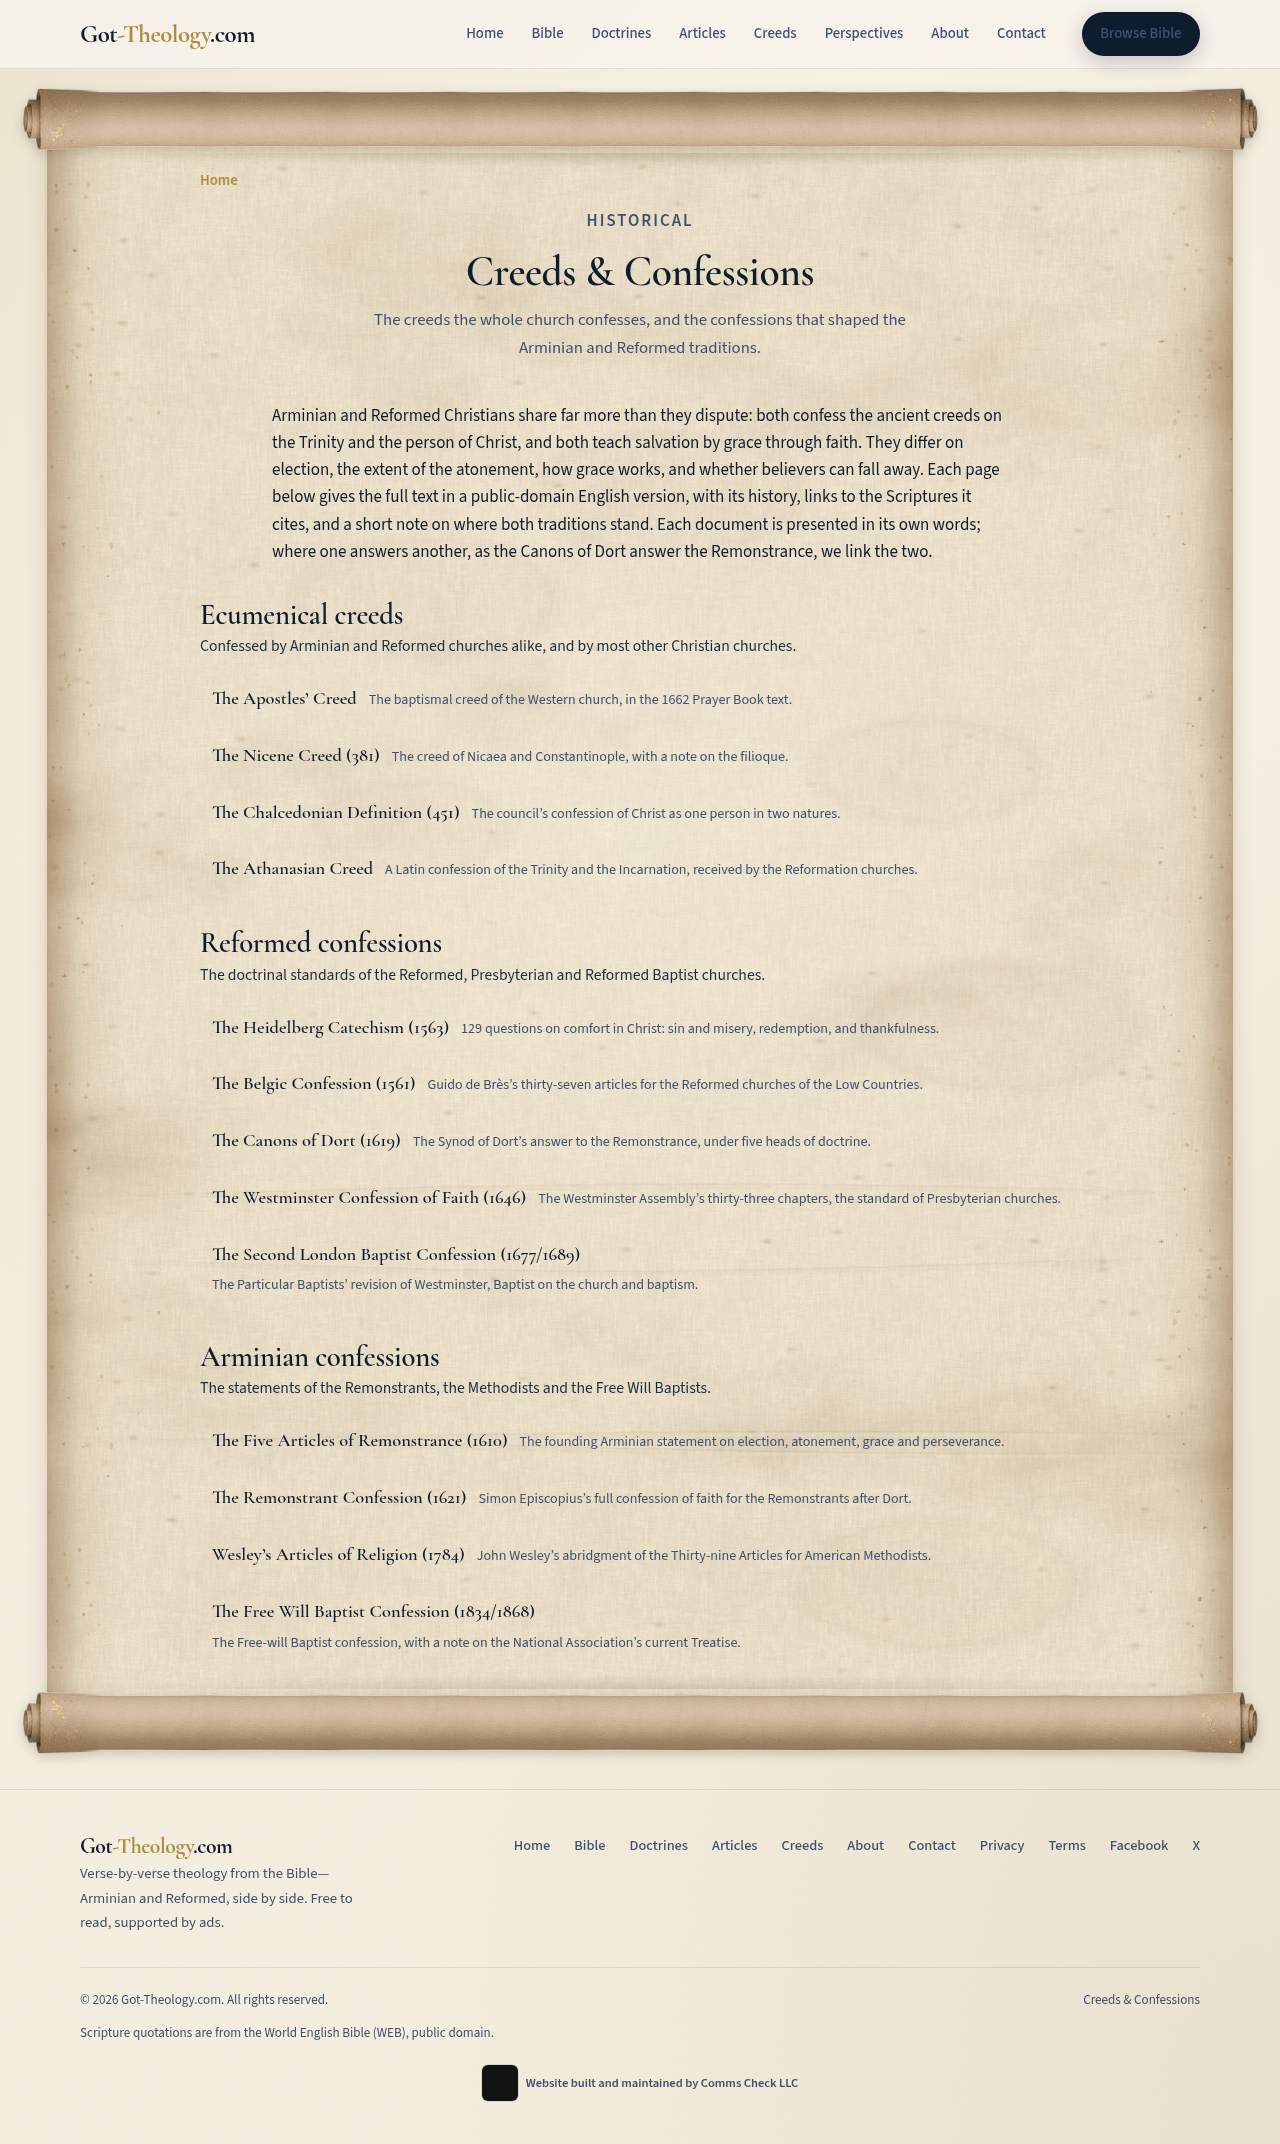 Got-Theology.com
Home Bible Doctrines Articles Creeds Perspectives About Contact Browse Bible
Home
HISTORICAL
Creeds & Confessions
The creeds the whole church confesses, and the confessions that shaped the
Arminian and Reformed traditions.
Arminian and Reformed Christians share far more than they dispute: both confess the ancient creeds on
the Trinity and the person of Christ, and both teach salvation by grace through faith. They differ on
election, the extent of the atonement, how grace works, and whether believers can fall away. Each page
below gives the full text in a public-domain English version, with its history, links to the Scriptures it
cites, and a short note on where both traditions stand. Each document is presented in its own words;
where one answers another, as the Canons of Dort answer the Remonstrance, we link the two.
Ecumenical creeds
Confessed by Arminian and Reformed churches alike, and by most other Christian churches.
The Apostles’ Creed The baptismal creed of the Western church, in the 1662 Prayer Book text.
The Nicene Creed (381) The creed of Nicaea and Constantinople, with a note on the filioque.
The Chalcedonian Definition (451) The council’s confession of Christ as one person in two natures.
The Athanasian Creed A Latin confession of the Trinity and the Incarnation, received by the Reformation churches.
Reformed confessions
The doctrinal standards of the Reformed, Presbyterian and Reformed Baptist churches.
The Heidelberg Catechism (1563) 129 questions on comfort in Christ: sin and misery, redemption, and thankfulness.
The Belgic Confession (1561) Guido de Brès’s thirty-seven articles for the Reformed churches of the Low Countries.
The Canons of Dort (1619) The Synod of Dort’s answer to the Remonstrance, under five heads of doctrine.
The Westminster Confession of Faith (1646) The Westminster Assembly’s thirty-three chapters, the standard of Presbyterian churches.
The Second London Baptist Confession (1677/1689)
The Particular Baptists’ revision of Westminster, Baptist on the church and baptism.
Arminian confessions
The statements of the Remonstrants, the Methodists and the Free Will Baptists.
The Five Articles of Remonstrance (1610) The founding Arminian statement on election, atonement, grace and perseverance.
The Remonstrant Confession (1621) Simon Episcopius’s full confession of faith for the Remonstrants after Dort.
Wesley’s Articles of Religion (1784) John Wesley’s abridgment of the Thirty-nine Articles for American Methodists.
The Free Will Baptist Confession (1834/1868)
The Free-will Baptist confession, with a note on the National Association’s current Treatise.
Got-Theology.com
Home Bible Doctrines Articles Creeds About Contact Privacy Terms Facebook X
Verse-by-verse theology from the Bible—
Arminian and Reformed, side by side. Free to
read, supported by ads.
© 2026 Got-Theology.com. All rights reserved.
Creeds & Confessions
Scripture quotations are from the World English Bible (WEB), public domain.
Website built and maintained by Comms Check LLC